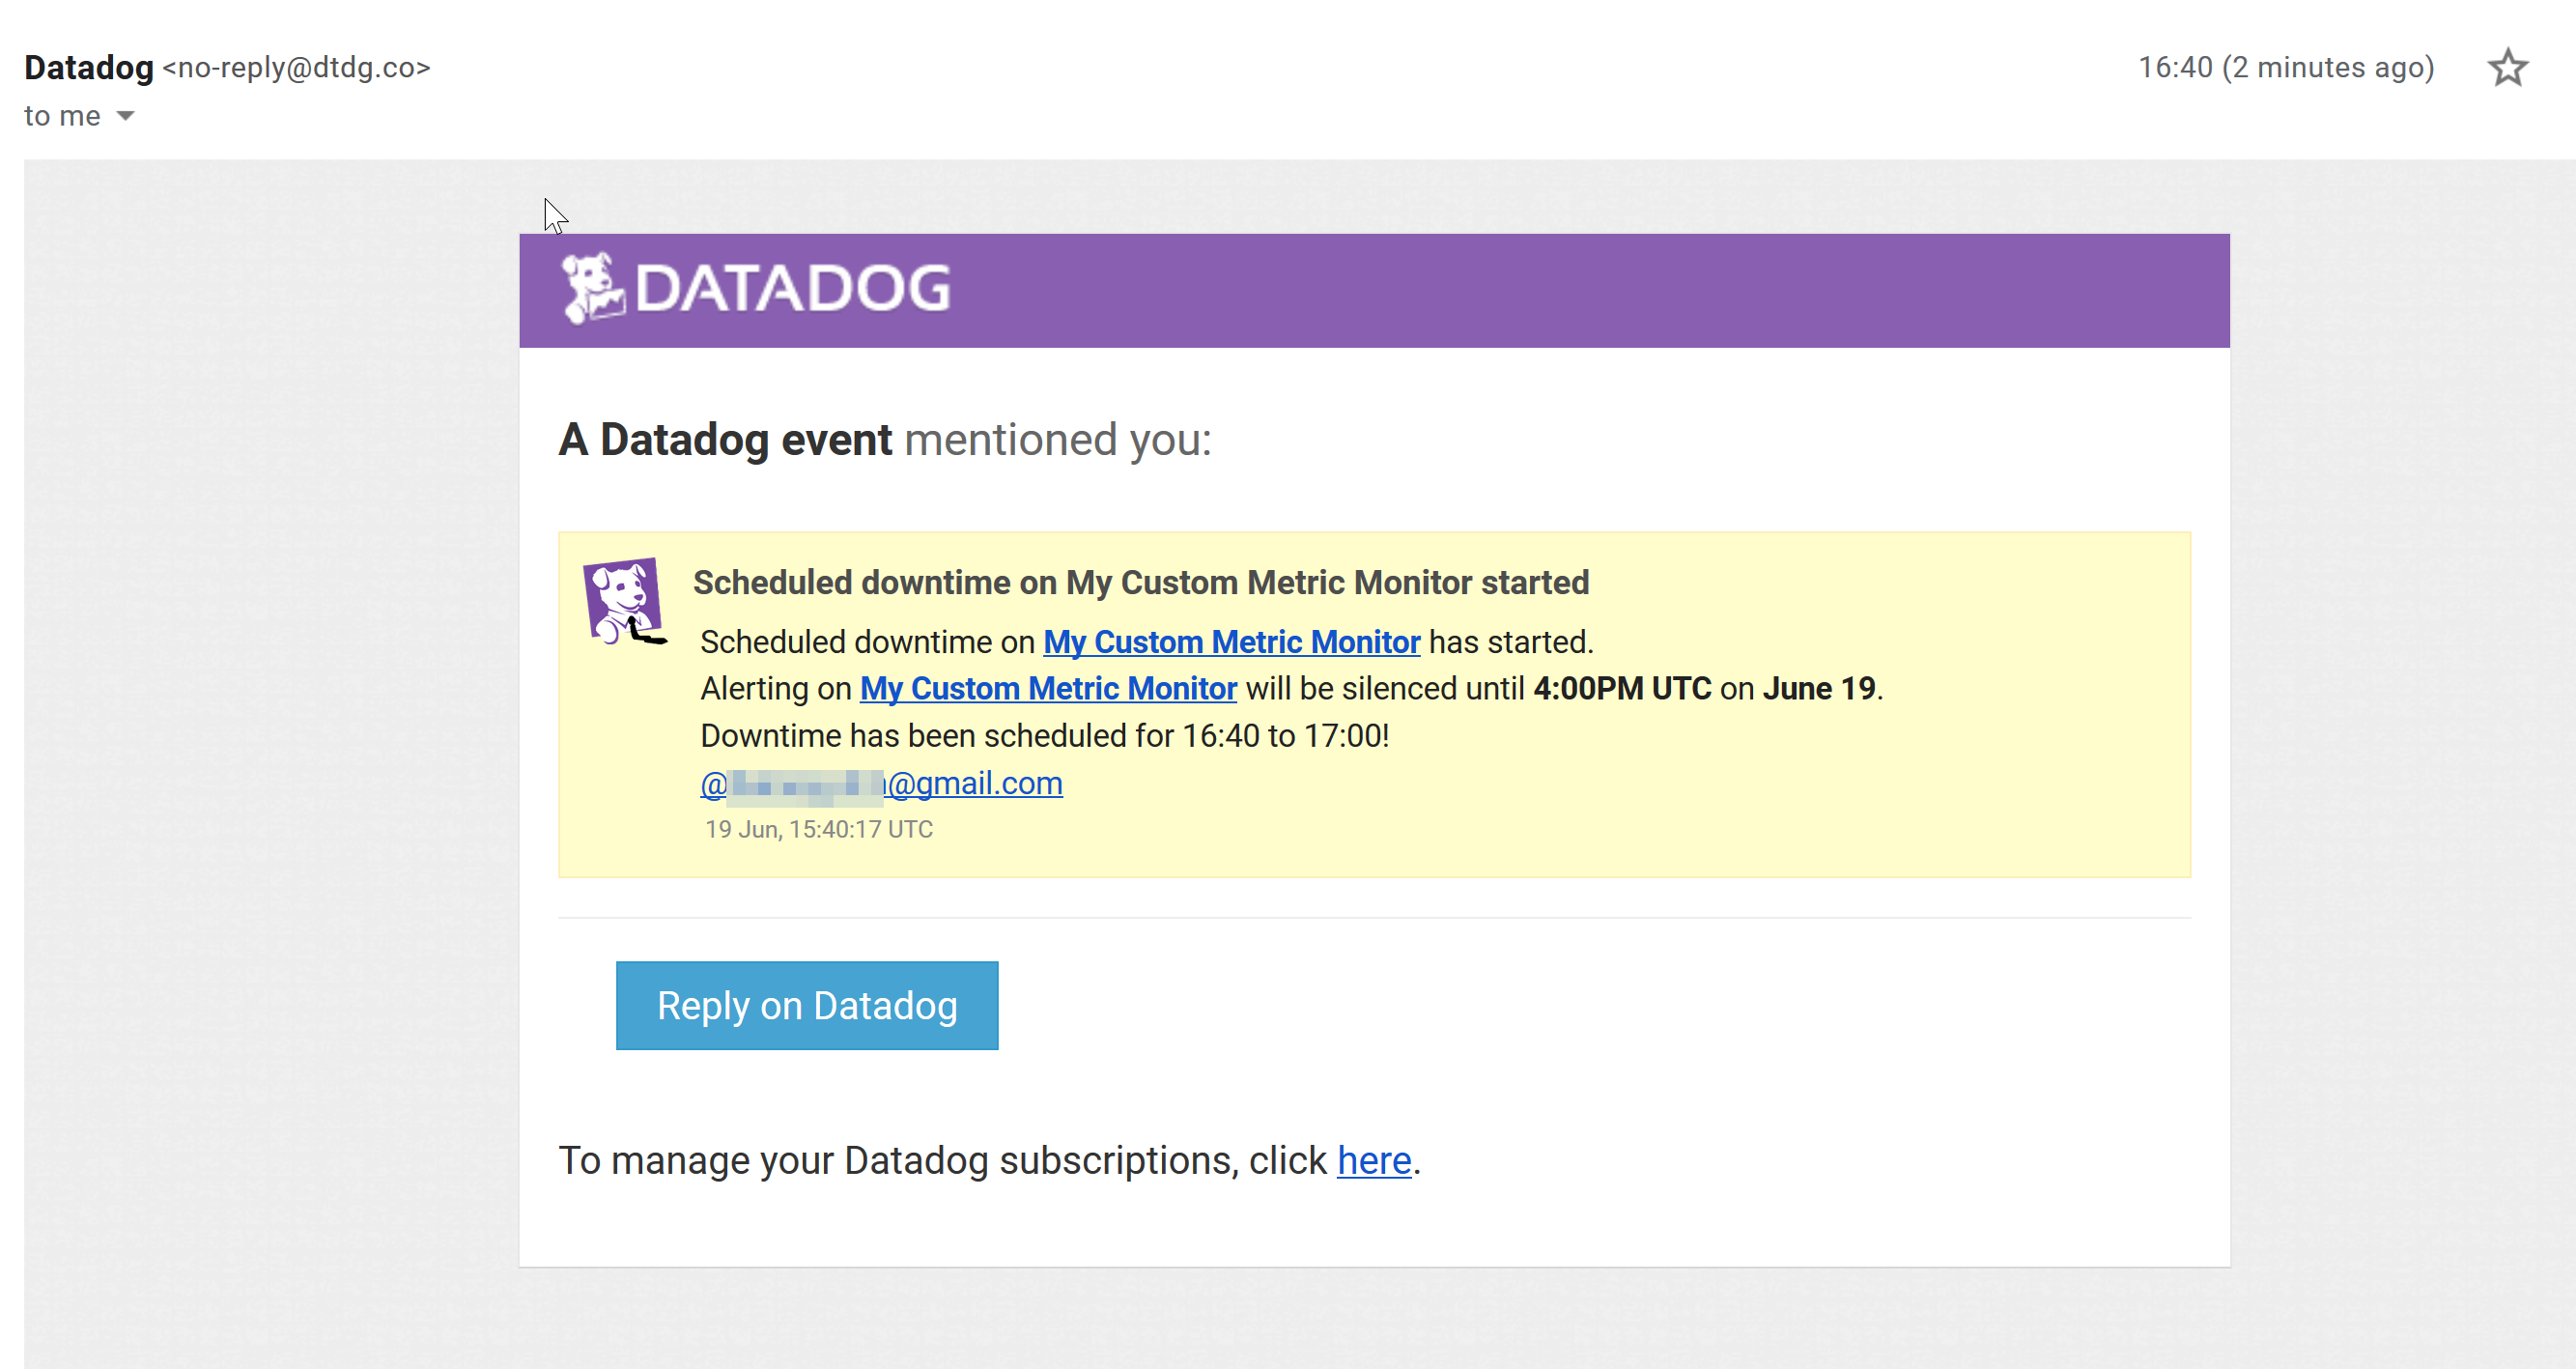 Datadog <no-reply@dtdg.co> 16:40 (2 minutes ago)
to me
DATADOG
A Datadog event mentioned you:
Scheduled downtime on My Custom Metric Monitor started
Scheduled downtime on My Custom Metric Monitor has started.
Alerting on My Custom Metric Monitor will be silenced until 4:00PM UTC on June 19.
Downtime has been scheduled for 16:40 to 17:00!
@ @gmail.com
19 Jun, 15:40:17 UTC
Reply on Datadog
To manage your Datadog subscriptions, click here.